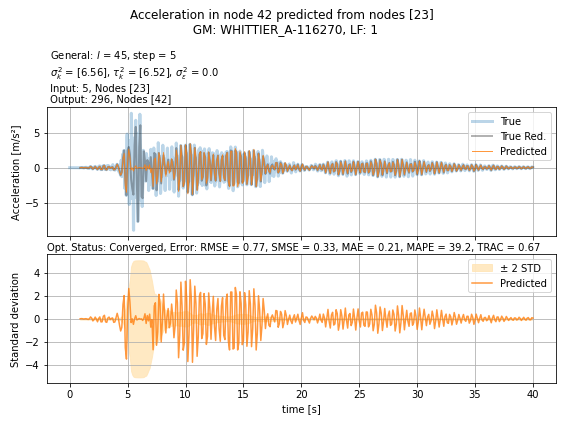 Acceleration in node 42 predicted from nodes [23]
GM: WHITTIER_A-116270, LF: 1
General: l = 45, step = 5
σ²ₖ = [6.56], τ²ₖ = [6.52], σ²ε = 0.0
Input: 5, Nodes [23]
Output: 296, Nodes [42]
True
True Red.
Predicted
Acceleration [m/s²]
5
0
−5
Opt. Status: Converged, Error: RMSE = 0.77, SMSE = 0.33, MAE = 0.21, MAPE = 39.2, TRAC = 0.67
± 2 STD
Predicted
Standard deviation
4
2
0
−2
−4
0 5 10 15 20 25 30 35 40
time [s]